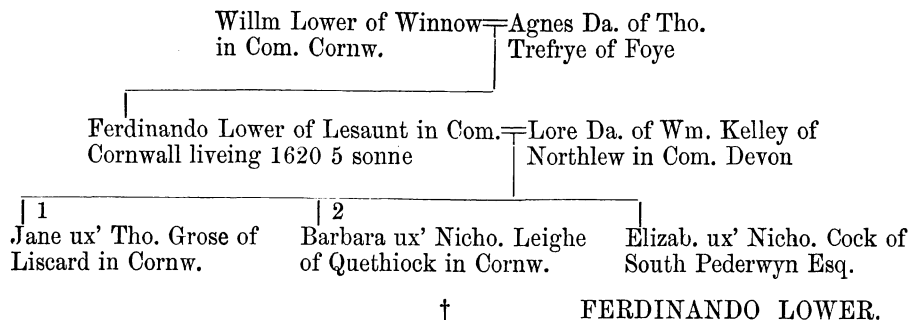 Willm Lower of Winnow=Agnes Da. of Tho.
in Com. Cornw. Trefrye of Foye
Ferdinando Lower of Lesaunt in Com.=Lore Da. of Wm. Kelley of
Cornwall liveing 1620 5 sonne Northlew in Com. Devon
1 2
Jane ux' Tho. Grose of Barbara ux' Nicho. Leighe Elizab. ux' Nicho. Cock of
Liscard in Cornw. of Quethiock in Cornw. South Pederwyn Esq.
† FERDINANDO LOWER.